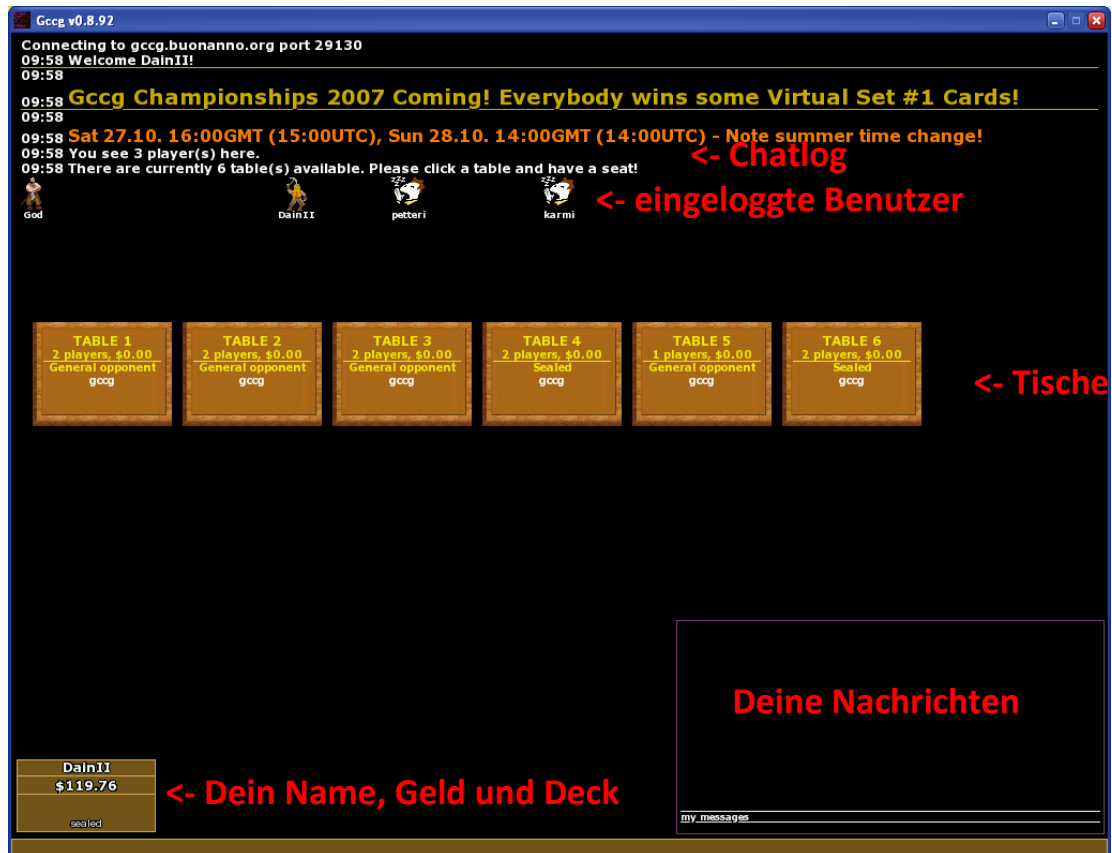 Gccg v0.8.92
Connecting to gccg.buonanno.org port 29130
09:58 Welcome DainII!
09:58
09:58 Gccg Championships 2007 Coming! Everybody wins some Virtual Set #1 Cards!
09:58
09:58 Sat 27.10. 16:00GMT (15:00UTC), Sun 28.10. 14:00GMT (14:00UTC) - Note summer time change!
09:58 You see 3 player(s) here.
<- Chatlog
09:58 There are currently 6 table(s) available. Please click a table and have a seat!
God DainII petteri karmi
<- eingeloggte Benutzer
TABLE 1
2 players, $0.00
General opponent
gccg
TABLE 2
2 players, $0.00
General opponent
gccg
TABLE 3
2 players, $0.00
General opponent
gccg
TABLE 4
2 players, $0.00
Sealed
gccg
TABLE 5
1 players, $0.00
General opponent
gccg
TABLE 6
2 players, $0.00
Sealed
gccg
<- Tische
Deine Nachrichten
my messages
DainII
$119.76
sealed
<- Dein Name, Geld und Deck